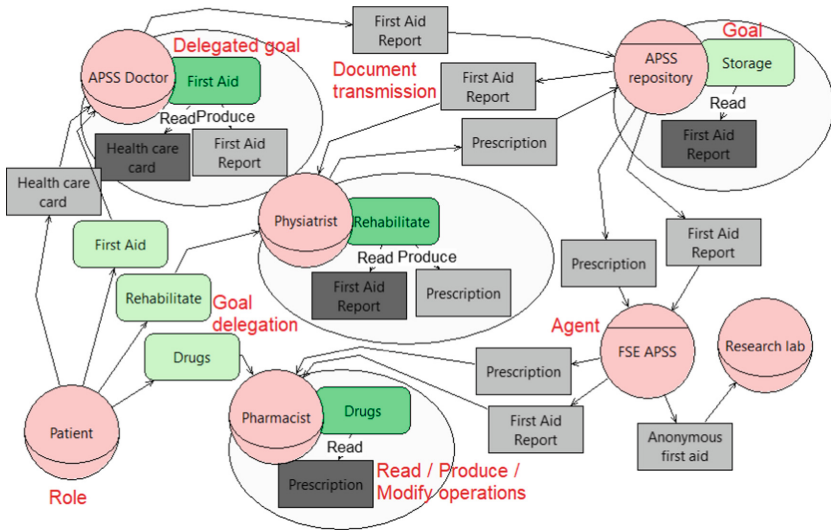 First Aid
Report
Delegated goal
Goal
APSS Doctor
First Aid
Document
transmission
First Aid
Report
APSS
repository
Storage
Read
Produce
Read
Health care
card
First Aid
Report
Prescription
First Aid
Report
Health care
card
Physiatrist
Rehabilitate
First Aid
Read
Produce
First Aid
Report
Prescription
Prescription
First Aid
Report
Rehabilitate
Goal
delegation
Drugs
Agent
FSE APSS
Research lab
Prescription
Patient
Pharmacist
Drugs
First Aid
Report
Anonymous
first aid
Read
Prescription
Read / Produce /
Modify operations
Role